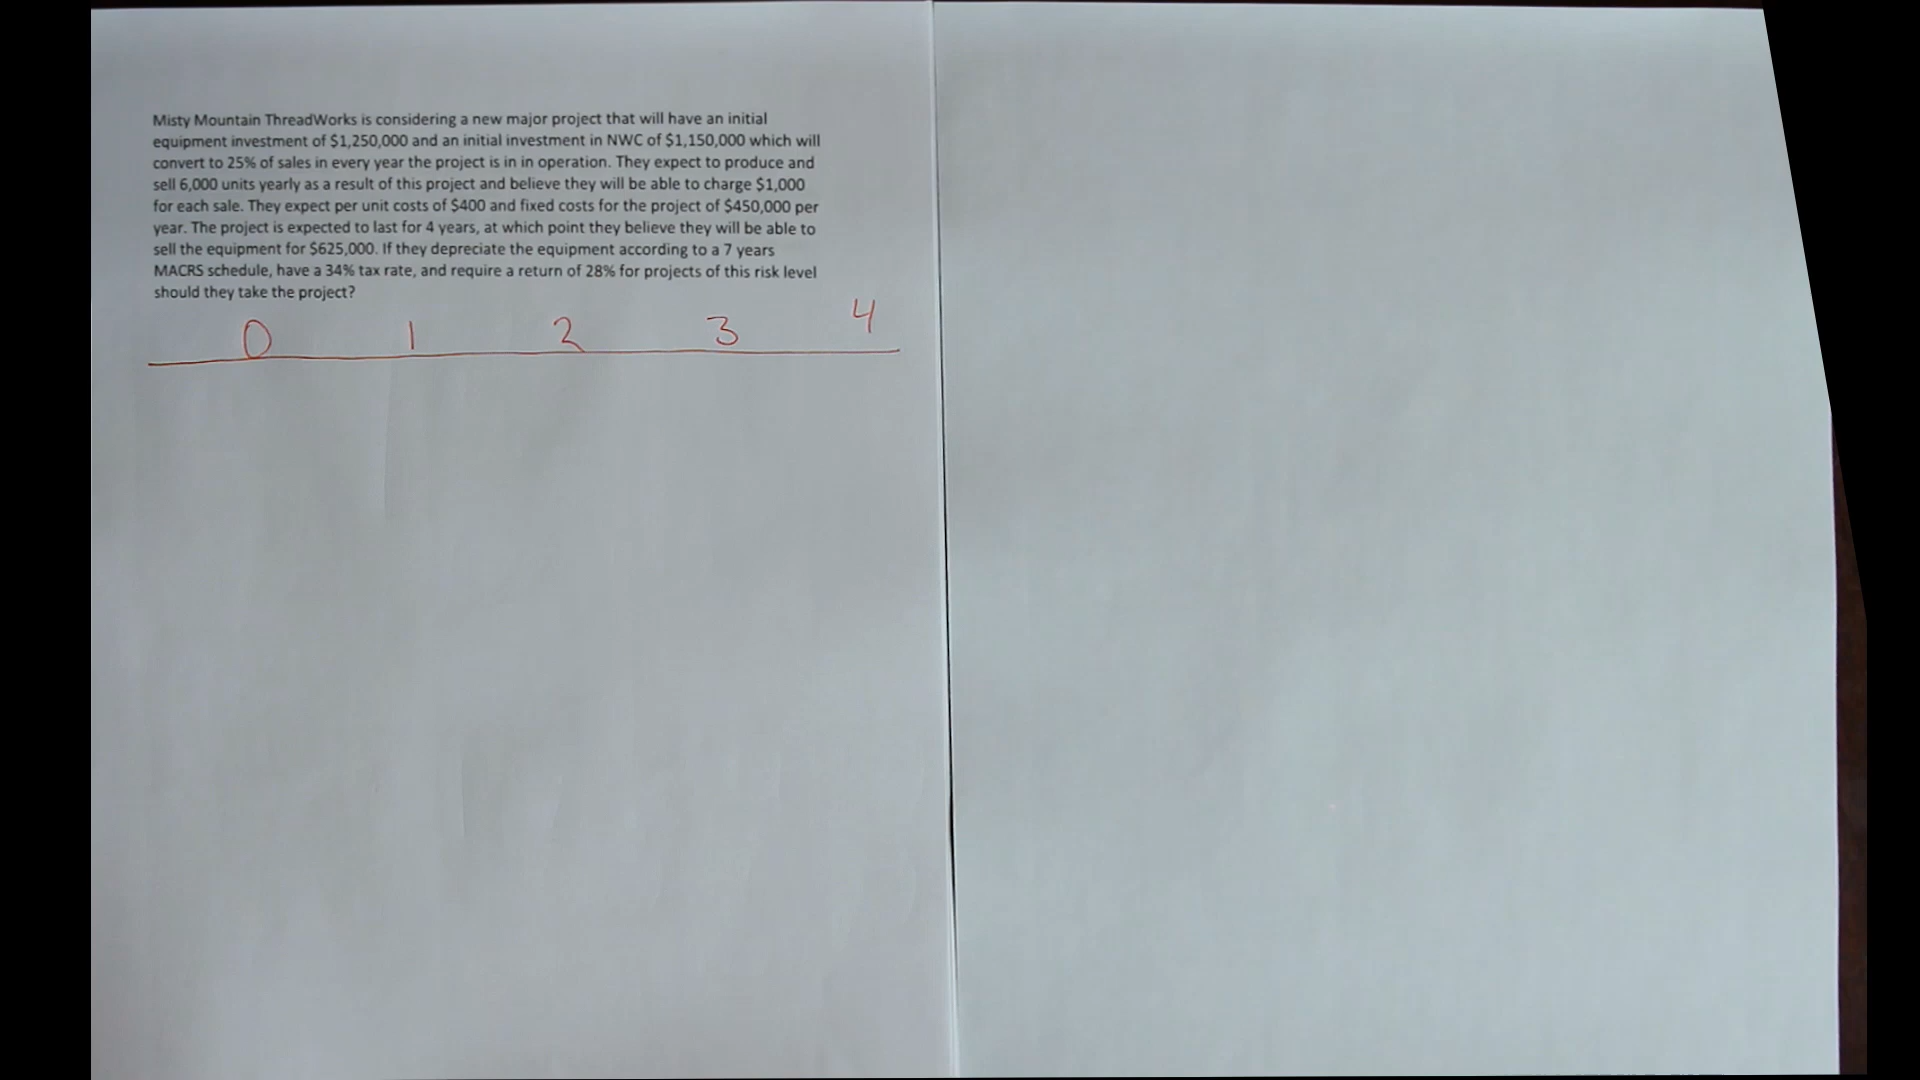 Misty Mountain ThreadWorks is considering a new major project that will have an initial
equipment investment of $1,250,000 and an initial investment in NWC of $1,150,000 which will
convert to 25% of sales in every year the project is in in operation. They expect to produce and
sell 6,000 units yearly as a result of this project and believe they will be able to charge $1,000
for each sale. They expect per unit costs of $400 and fixed costs for the project of $450,000 per
year. The project is expected to last for 4 years, at which point they believe they will be able to
sell the equipment for $625,000. If they depreciate the equipment according to a 7 years
MACRS schedule, have a 34% tax rate, and require a return of 28% for projects of this risk level
should they take the project?
0 1 2 3 4